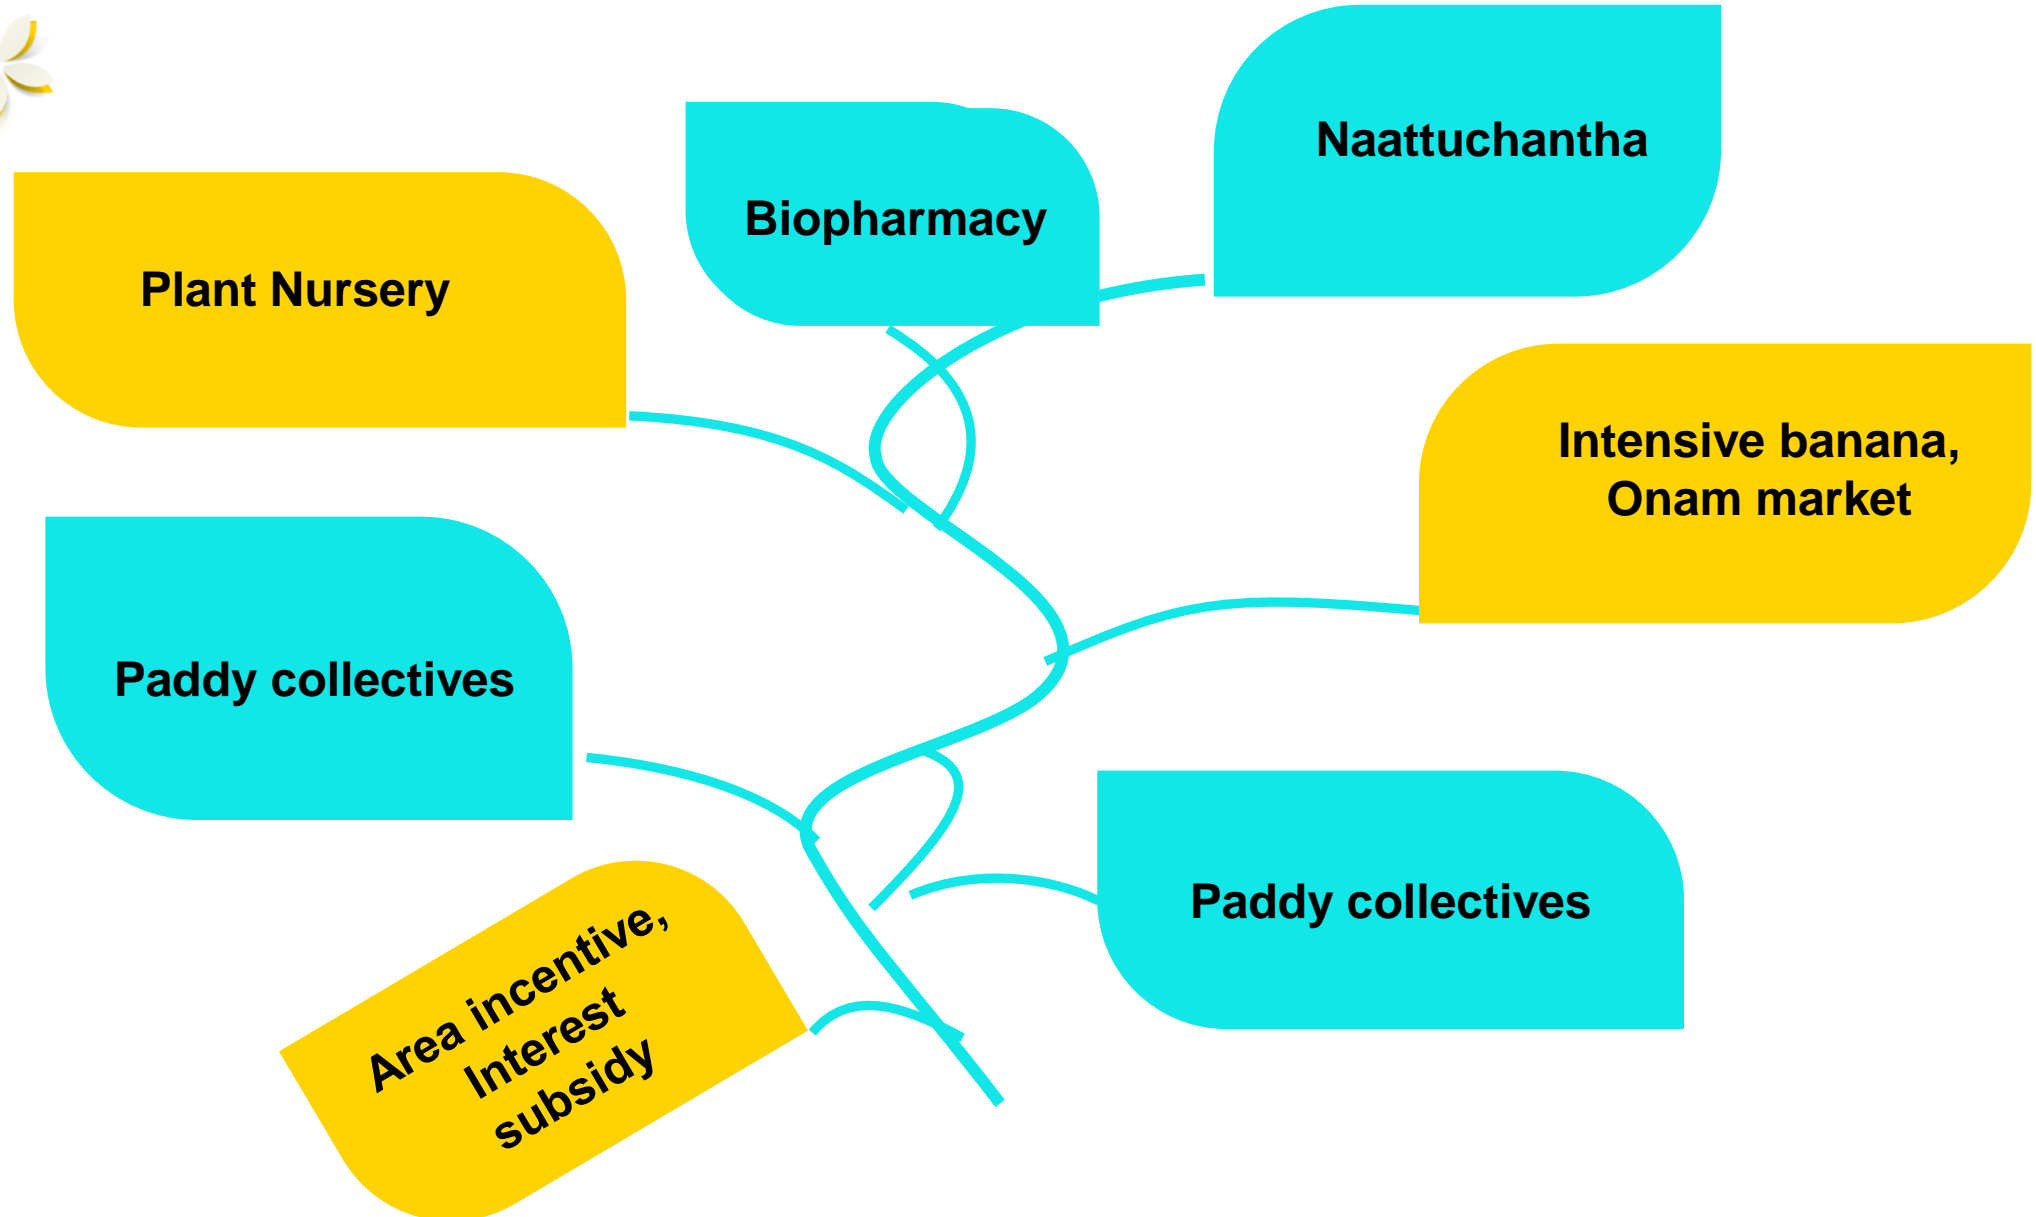 Naattuchantha
Biopharmacy
Plant Nursery
Intensive banana,
Onam market
Paddy collectives
Paddy collectives
Area incentive,
Interest
subsidy